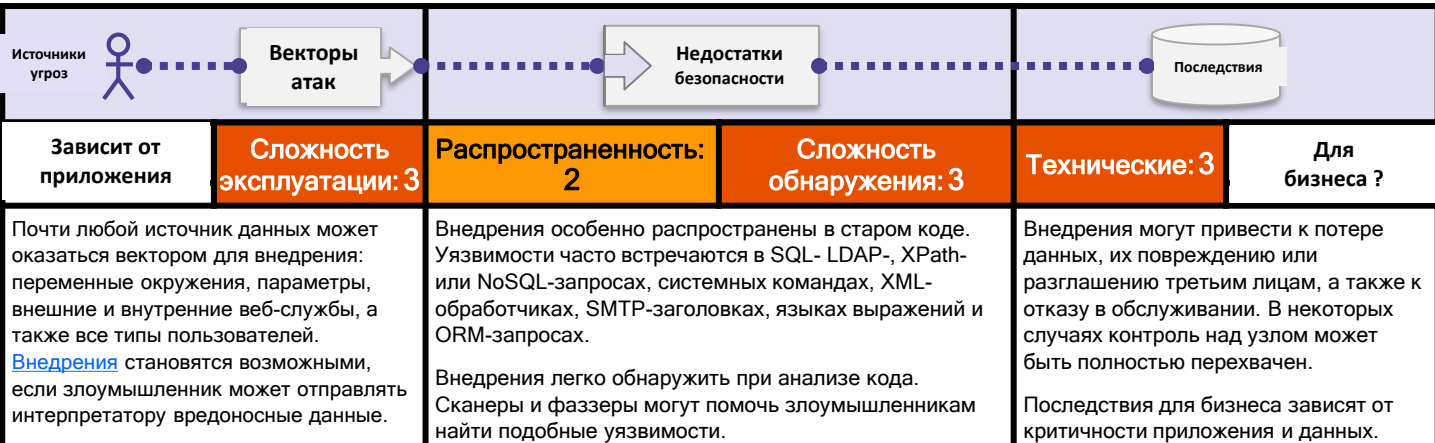 Источники
угроз
Векторы
атак
Недостатки
безопасности
Последствия
Зависит от
приложения
Сложность
эксплуатации: 3
Распространенность:
2
Сложность
обнаружения: 3
Технические: 3
Для
бизнеса ?
Почти любой источник данных может
оказаться вектором для внедрения:
переменные окружения, параметры,
внешние и внутренние веб-службы, а
также все типы пользователей.
Внедрения становятся возможными,
если злоумышленник может отправлять
интерпретатору вредоносные данные.
Внедрения особенно распространены в старом коде.
Уязвимости часто встречаются в SQL- LDAP-, XPath-
или NoSQL-запросах, системных командах, XML-
обработчиках, SMTP-заголовках, языках выражений и
ORM-запросах.
Внедрения легко обнаружить при анализе кода.
Сканеры и фаззеры могут помочь злоумышленникам
найти подобные уязвимости.
Внедрения могут привести к потере
данных, их повреждению или
разглашению третьим лицам, а также к
отказу в обслуживании. В некоторых
случаях контроль над узлом может
быть полностью перехвачен.
Последствия для бизнеса зависят от
критичности приложения и данных.